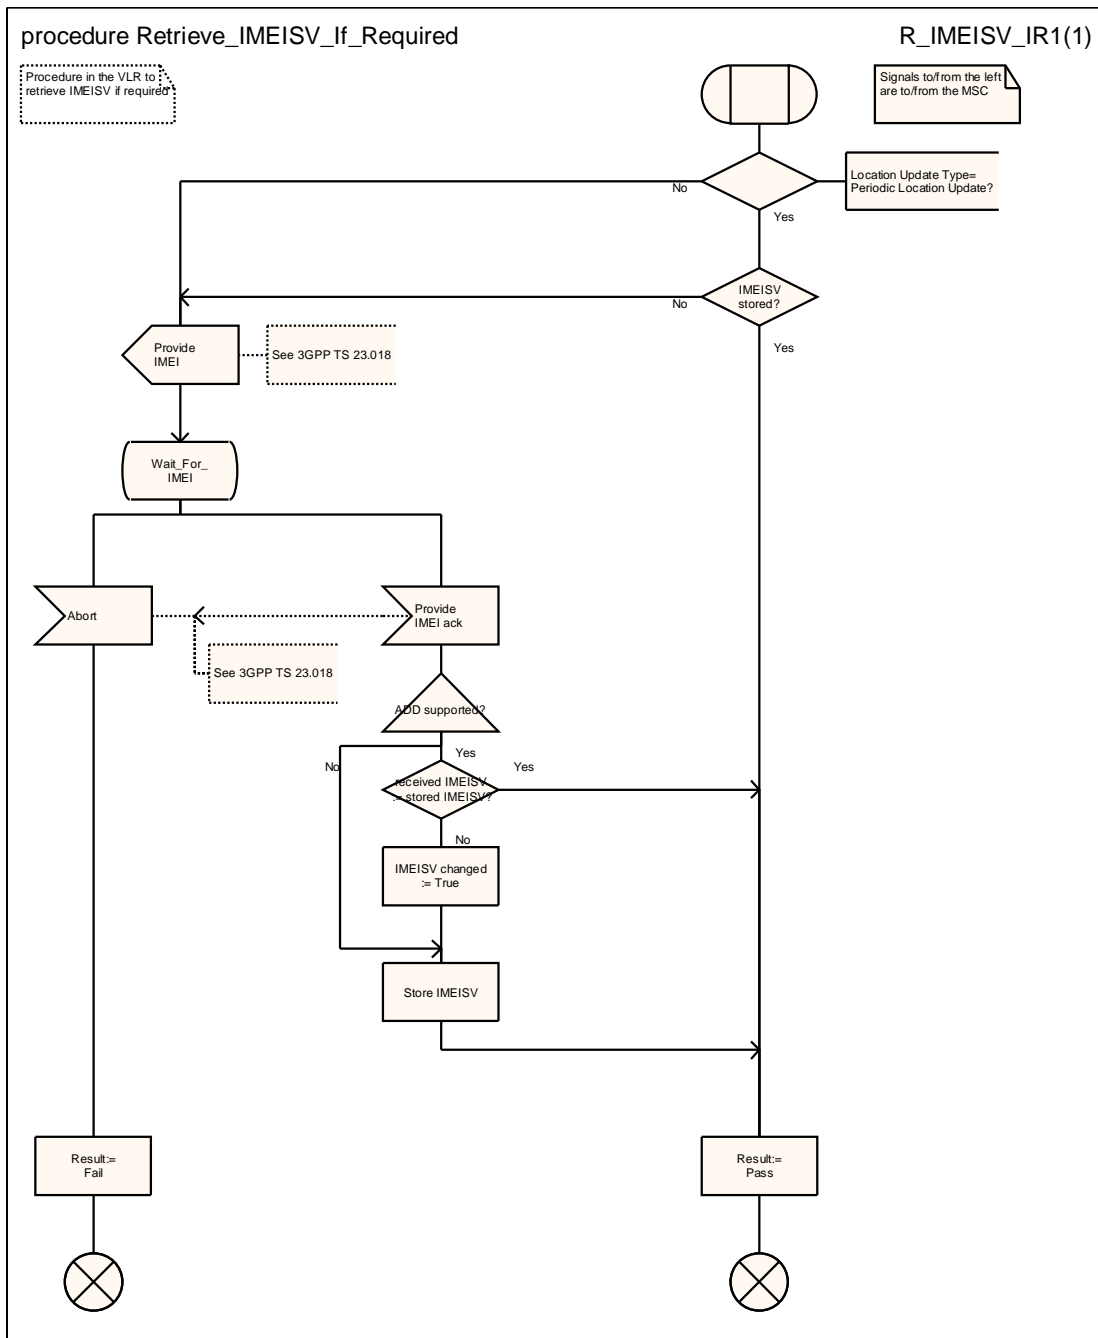 procedure Retrieve_IMEISV_If_Required
R_IMEISV_IR1(1)
Procedure in the VLR to
retrieve IMEISV if required
Signals to/from the left
are to/from the MSC
Location Update Type=
Periodic Location Update?
No
Yes
IMEISV
stored?
No
Yes
Provide
IMEI
See 3GPP TS 23.018
Wait_For_
IMEI
Abort
Provide
IMEI ack
See 3GPP TS 23.018
ADD supported?
Yes
No
Yes
received IMEISV
:= stored IMEISV?
No
IMEISV changed
:= True
Store IMEISV
Result:=
Fail
Result:=
Pass